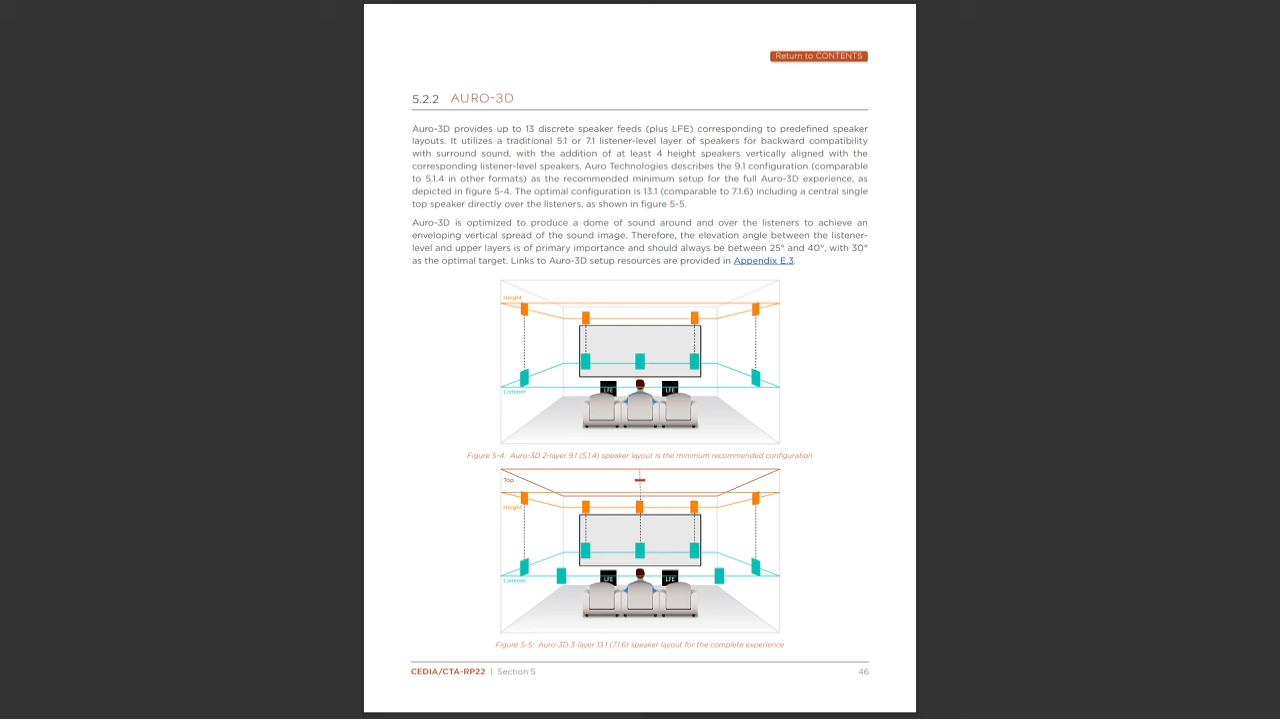 Return to CONTENTS
5.2.2 AURO-3D
Auro-3D provides up to 13 discrete speaker feeds (plus LFE) corresponding to predefined speaker
layouts. It utilizes a traditional 5.1 or 7.1 listener-level layer of speakers for backward compatibility
with surround sound, with the addition of at least 4 height speakers vertically aligned with the
corresponding listener-level speakers. Auro Technologies describes the 9.1 configuration (comparable
to 5.1.4 in other formats) as the recommended minimum setup for the full Auro-3D experience, as
depicted in figure 5-4. The optimal configuration is 13.1 (comparable to 7.1.6) including a central single
top speaker directly over the listeners, as shown in figure 5-5.
Auro-3D is optimized to produce a dome of sound around and over the listeners to achieve an
enveloping vertical spread of the sound image. Therefore, the elevation angle between the listener-
level and upper layers is of primary importance and should always be between 25° and 40°, with 30°
as the optimal target. Links to Auro-3D setup resources are provided in Appendix E.3.
Height
LFE LFE
Listener
Figure 5-4: Auro-3D 2-layer 9.1 (5.1.4) speaker layout is the minimum recommended configuration
Top
Height
LFE LFE
Listener
Figure 5-5: Auro-3D 3-layer 13.1 (7.1.6) speaker layout for the complete experience
CEDIA/CTA-RP22 | Section 5 46